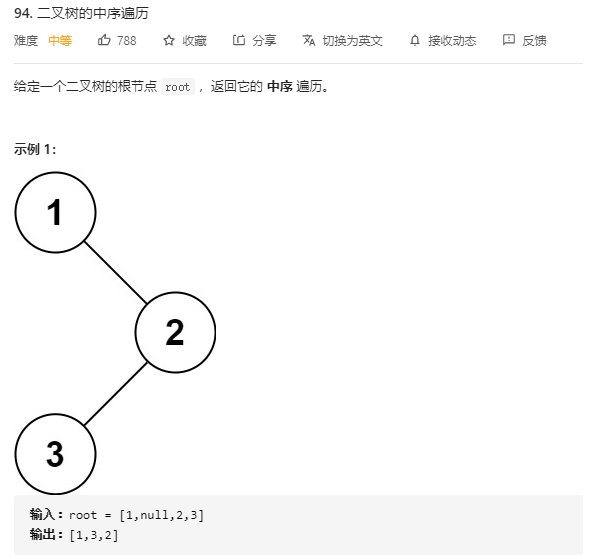 94. 二叉树的中序遍历
难度 中等 788 收藏 分享 切换为英文 接收动态 反馈
给定一个二叉树的根节点 root ，返回它的 中序 遍历。
示例 1：
1
2
3
输入：root = [1,null,2,3]
输出：[1,3,2]